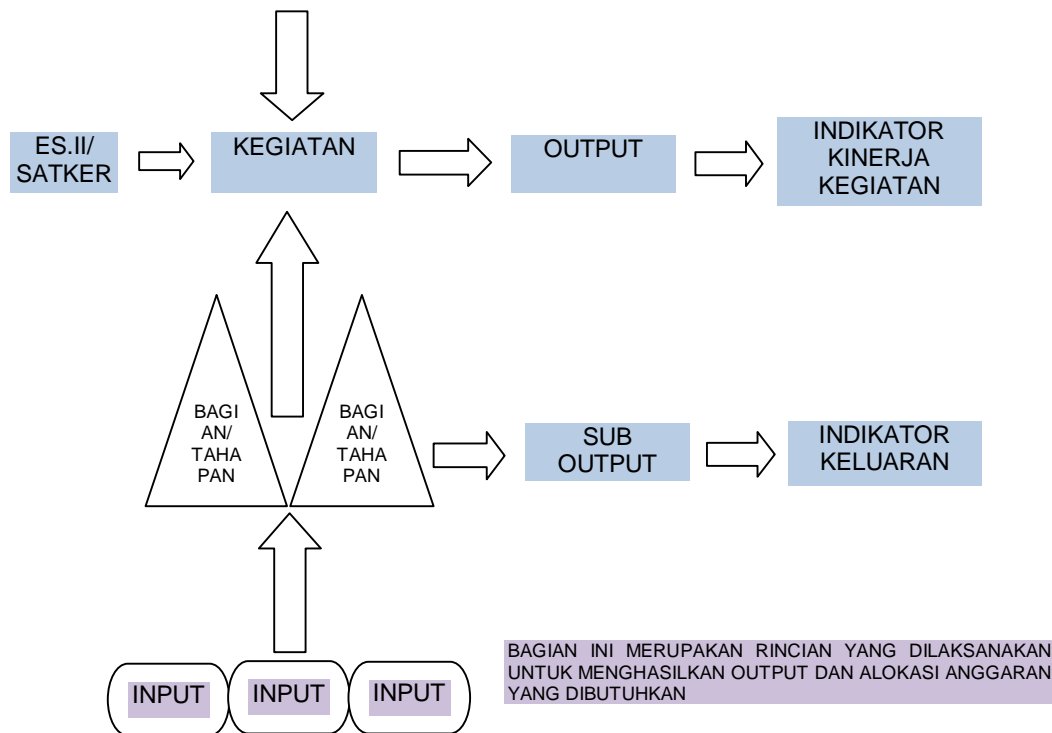 ES.II/
SATKER
KEGIATAN
OUTPUT
INDIKATOR
KINERJA
KEGIATAN
BAGI
AN/
TAHA
PAN
BAGI
AN/
TAHA
PAN
SUB
OUTPUT
INDIKATOR
KELUARAN
INPUT
INPUT
INPUT
BAGIAN INI MERUPAKAN RINCIAN YANG DILAKSANAKAN
UNTUK MENGHASILKAN OUTPUT DAN ALOKASI ANGGARAN
YANG DIBUTUHKAN